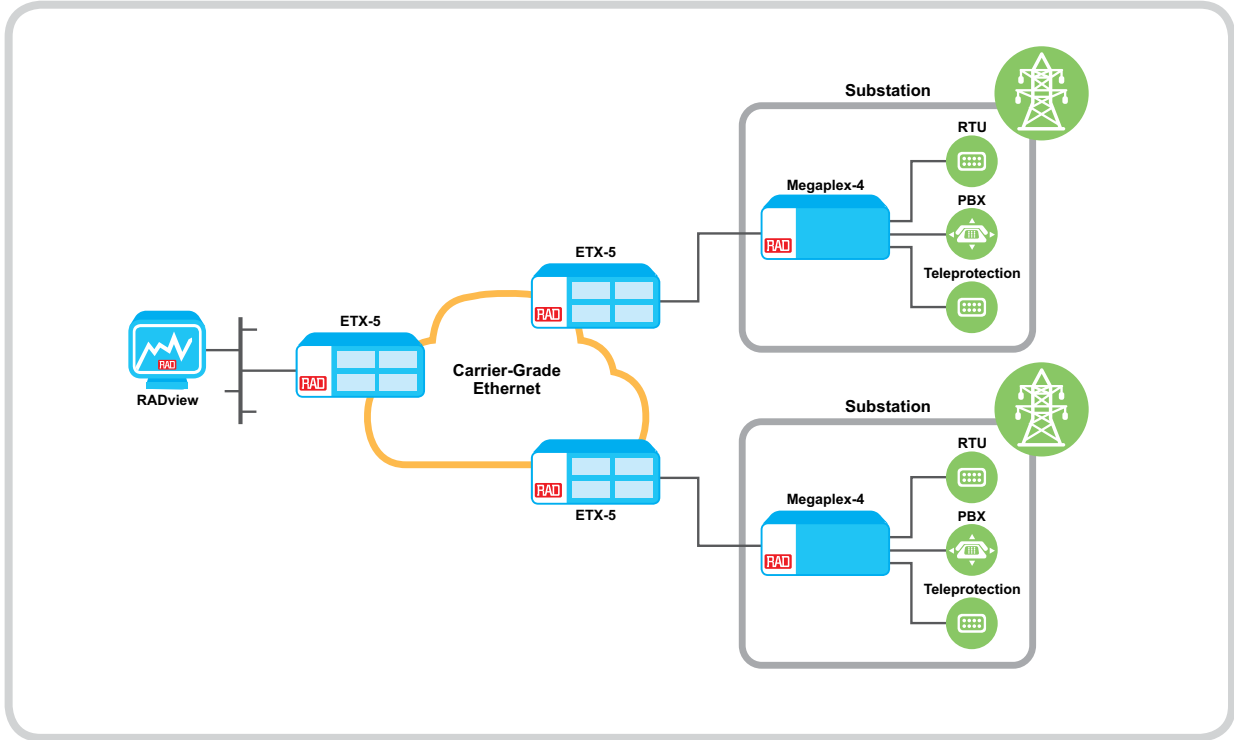 Substation
RTU
Megaplex-4
RAD
PBX
Teleprotection
ETX-5
RAD
ETX-5
RAD
RAD
RADview
Carrier-Grade
Ethernet
RAD
ETX-5
Substation
RTU
Megaplex-4
RAD
PBX
Teleprotection